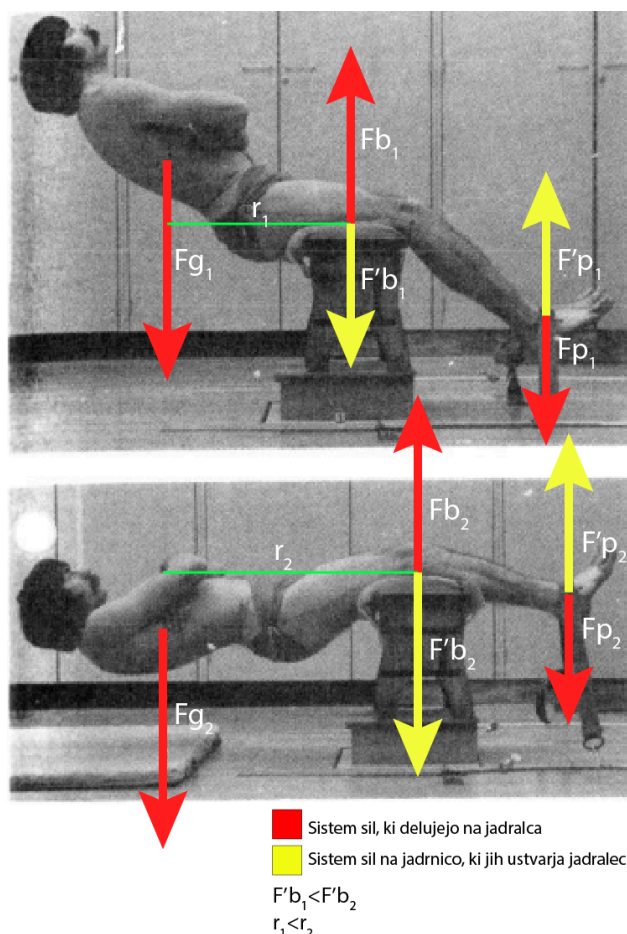 Fb₁
r₁
F'p₁
Fg₁
F'b₁
Fp₁
Fb₂
r₂
F'p₂
F'b₂
Fp₂
Fg₂
Sistem sil, ki delujejo na jadralca
Sistem sil na jadrnico, ki jih ustvarja jadralec
F'b₁<F'b₂
r₁<r₂